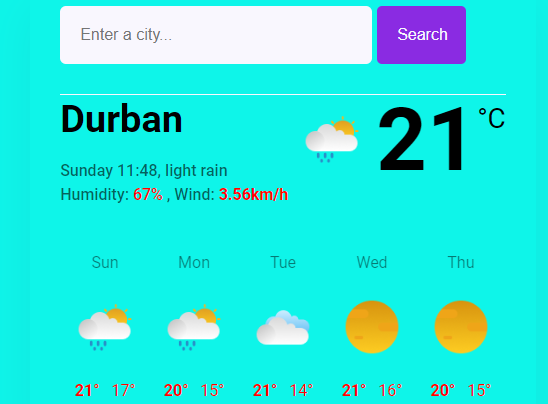 Enter a city...
Search
Durban
21 °C
Sunday 11:48, light rain
Humidity: 67% , Wind: 3.56km/h
Sun Mon Tue Wed Thu
21° 17° 20° 15° 21° 14° 21° 16° 20° 15°